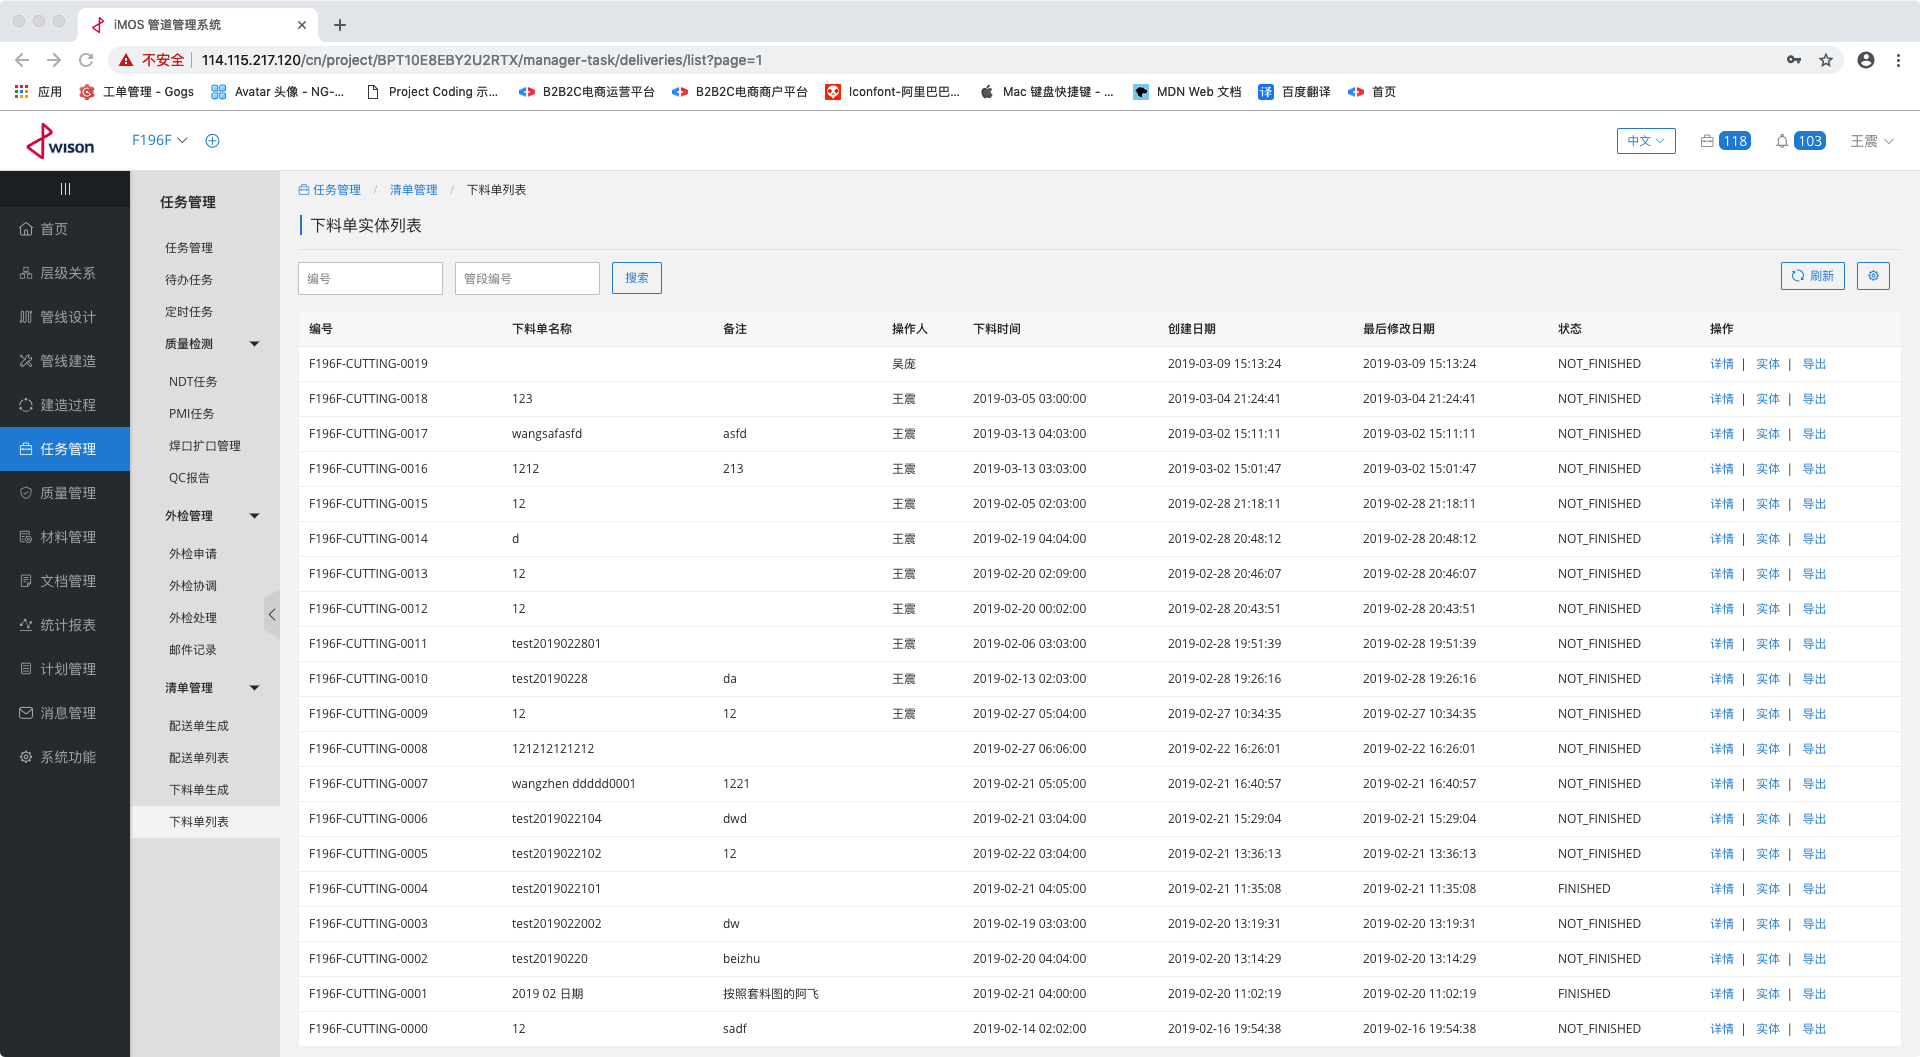 iMOS 管道管理系统
不安全 114.115.217.120/cn/project/BPT10E8EBY2U2RTX/manager-task/deliveries/list?page=1
应用 工单管理 - Gogs Avatar 头像 - NG-... Project Coding 示... B2B2C电商运营平台 B2B2C电商商户平台 Iconfont-阿里巴巴... Mac 键盘快捷键 - ... MDN Web 文档 译 百度翻译 首页
wison F196F 中文 118 103 王震
首页
层级关系
管线设计
管线建造
建造过程
任务管理
质量管理
材料管理
文档管理
统计报表
计划管理
消息管理
系统功能
任务管理
任务管理
待办任务
定时任务
质量检测
NDT任务
PMI任务
焊口扩口管理
QC报告
外检管理
外检申请
外检协调
外检处理
邮件记录
清单管理
配送单生成
配送单列表
下料单生成
下料单列表
任务管理 / 清单管理 / 下料单列表
下料单实体列表
编号 管段编号 搜索 刷新
编号 下料单名称 备注 操作人 下料时间 创建日期 最后修改日期 状态 操作
F196F-CUTTING-0019 吴庞 2019-03-09 15:13:24 2019-03-09 15:13:24 NOT_FINISHED 详情 | 实体 | 导出
F196F-CUTTING-0018 123 王震 2019-03-05 03:00:00 2019-03-04 21:24:41 2019-03-04 21:24:41 NOT_FINISHED 详情 | 实体 | 导出
F196F-CUTTING-0017 wangsafasfd asfd 王震 2019-03-13 04:03:00 2019-03-02 15:11:11 2019-03-02 15:11:11 NOT_FINISHED 详情 | 实体 | 导出
F196F-CUTTING-0016 1212 213 王震 2019-03-13 03:03:00 2019-03-02 15:01:47 2019-03-02 15:01:47 NOT_FINISHED 详情 | 实体 | 导出
F196F-CUTTING-0015 12 王震 2019-02-05 02:03:00 2019-02-28 21:18:11 2019-02-28 21:18:11 NOT_FINISHED 详情 | 实体 | 导出
F196F-CUTTING-0014 d 王震 2019-02-19 04:04:00 2019-02-28 20:48:12 2019-02-28 20:48:12 NOT_FINISHED 详情 | 实体 | 导出
F196F-CUTTING-0013 12 王震 2019-02-20 02:09:00 2019-02-28 20:46:07 2019-02-28 20:46:07 NOT_FINISHED 详情 | 实体 | 导出
F196F-CUTTING-0012 12 王震 2019-02-20 00:02:00 2019-02-28 20:43:51 2019-02-28 20:43:51 NOT_FINISHED 详情 | 实体 | 导出
F196F-CUTTING-0011 test2019022801 王震 2019-02-06 03:03:00 2019-02-28 19:51:39 2019-02-28 19:51:39 NOT_FINISHED 详情 | 实体 | 导出
F196F-CUTTING-0010 test20190228 da 王震 2019-02-13 02:03:00 2019-02-28 19:26:16 2019-02-28 19:26:16 NOT_FINISHED 详情 | 实体 | 导出
F196F-CUTTING-0009 12 12 王震 2019-02-27 05:04:00 2019-02-27 10:34:35 2019-02-27 10:34:35 NOT_FINISHED 详情 | 实体 | 导出
F196F-CUTTING-0008 121212121212 2019-02-27 06:06:00 2019-02-22 16:26:01 2019-02-22 16:26:01 NOT_FINISHED 详情 | 实体 | 导出
F196F-CUTTING-0007 wangzhen ddddd0001 1221 2019-02-21 05:05:00 2019-02-21 16:40:57 2019-02-21 16:40:57 NOT_FINISHED 详情 | 实体 | 导出
F196F-CUTTING-0006 test2019022104 dwd 2019-02-21 03:04:00 2019-02-21 15:29:04 2019-02-21 15:29:04 NOT_FINISHED 详情 | 实体 | 导出
F196F-CUTTING-0005 test2019022102 12 2019-02-22 03:04:00 2019-02-21 13:36:13 2019-02-21 13:36:13 NOT_FINISHED 详情 | 实体 | 导出
F196F-CUTTING-0004 test2019022101 2019-02-21 04:05:00 2019-02-21 11:35:08 2019-02-21 11:35:08 FINISHED 详情 | 实体 | 导出
F196F-CUTTING-0003 test2019022002 dw 2019-02-19 03:03:00 2019-02-20 13:19:31 2019-02-20 13:19:31 NOT_FINISHED 详情 | 实体 | 导出
F196F-CUTTING-0002 test20190220 beizhu 2019-02-20 04:04:00 2019-02-20 13:14:29 2019-02-20 13:14:29 NOT_FINISHED 详情 | 实体 | 导出
F196F-CUTTING-0001 2019 02 日期 按照套料图的阿飞 2019-02-21 04:00:00 2019-02-20 11:02:19 2019-02-20 11:02:19 FINISHED 详情 | 实体 | 导出
F196F-CUTTING-0000 12 sadf 2019-02-14 02:02:00 2019-02-16 19:54:38 2019-02-16 19:54:38 NOT_FINISHED 详情 | 实体 | 导出